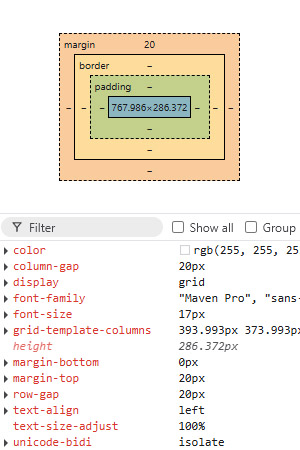 margin 20
border –
padding –
– – – 767.986×286.372 – – –
–
–
–
Filter Show all Group
color rgb(255, 255, 25
column-gap 20px
display grid
font-family "Maven Pro", "sans-
font-size 17px
grid-template-columns 393.993px 373.993px
height 286.372px
margin-bottom 0px
margin-top 20px
row-gap 20px
text-align left
text-size-adjust 100%
unicode-bidi isolate